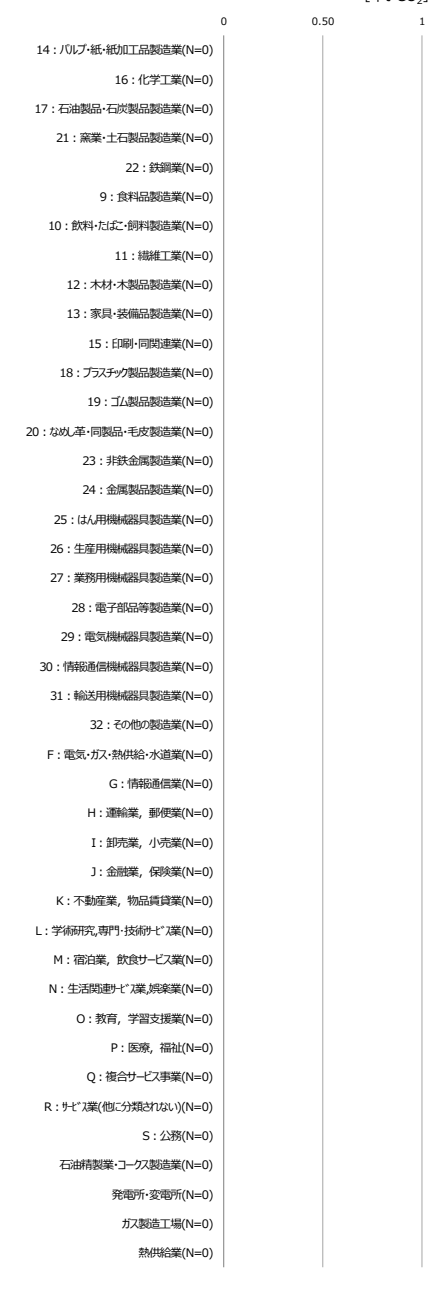 0 0.50 1
14：パルプ・紙・紙加工品製造業(N=0)
16：化学工業(N=0)
17：石油製品・石炭製品製造業(N=0)
21：窯業・土石製品製造業(N=0)
22：鉄鋼業(N=0)
9：食料品製造業(N=0)
10：飲料・たばこ・飼料製造業(N=0)
11：繊維工業(N=0)
12：木材・木製品製造業(N=0)
13：家具・装備品製造業(N=0)
15：印刷・同関連業(N=0)
18：プラスチック製品製造業(N=0)
19：ゴム製品製造業(N=0)
20：なめし革・同製品・毛皮製造業(N=0)
23：非鉄金属製造業(N=0)
24：金属製品製造業(N=0)
25：はん用機械器具製造業(N=0)
26：生産用機械器具製造業(N=0)
27：業務用機械器具製造業(N=0)
28：電子部品等製造業(N=0)
29：電気機械器具製造業(N=0)
30：情報通信機械器具製造業(N=0)
31：輸送用機械器具製造業(N=0)
32：その他の製造業(N=0)
F：電気・ガス・熱供給・水道業(N=0)
G：情報通信業(N=0)
H：運輸業，郵便業(N=0)
I：卸売業，小売業(N=0)
J：金融業，保険業(N=0)
K：不動産業，物品賃貸業(N=0)
L：学術研究,専門・技術ｻｰﾋﾞｽ業(N=0)
M：宿泊業，飲食サービス業(N=0)
N：生活関連ｻｰﾋﾞｽ業,娯楽業(N=0)
O：教育，学習支援業(N=0)
P：医療，福祉(N=0)
Q：複合サービス事業(N=0)
R：ｻｰﾋﾞｽ業(他に分類されない)(N=0)
S：公務(N=0)
石油精製業・コークス製造業(N=0)
発電所・変電所(N=0)
ガス製造工場(N=0)
熱供給業(N=0)